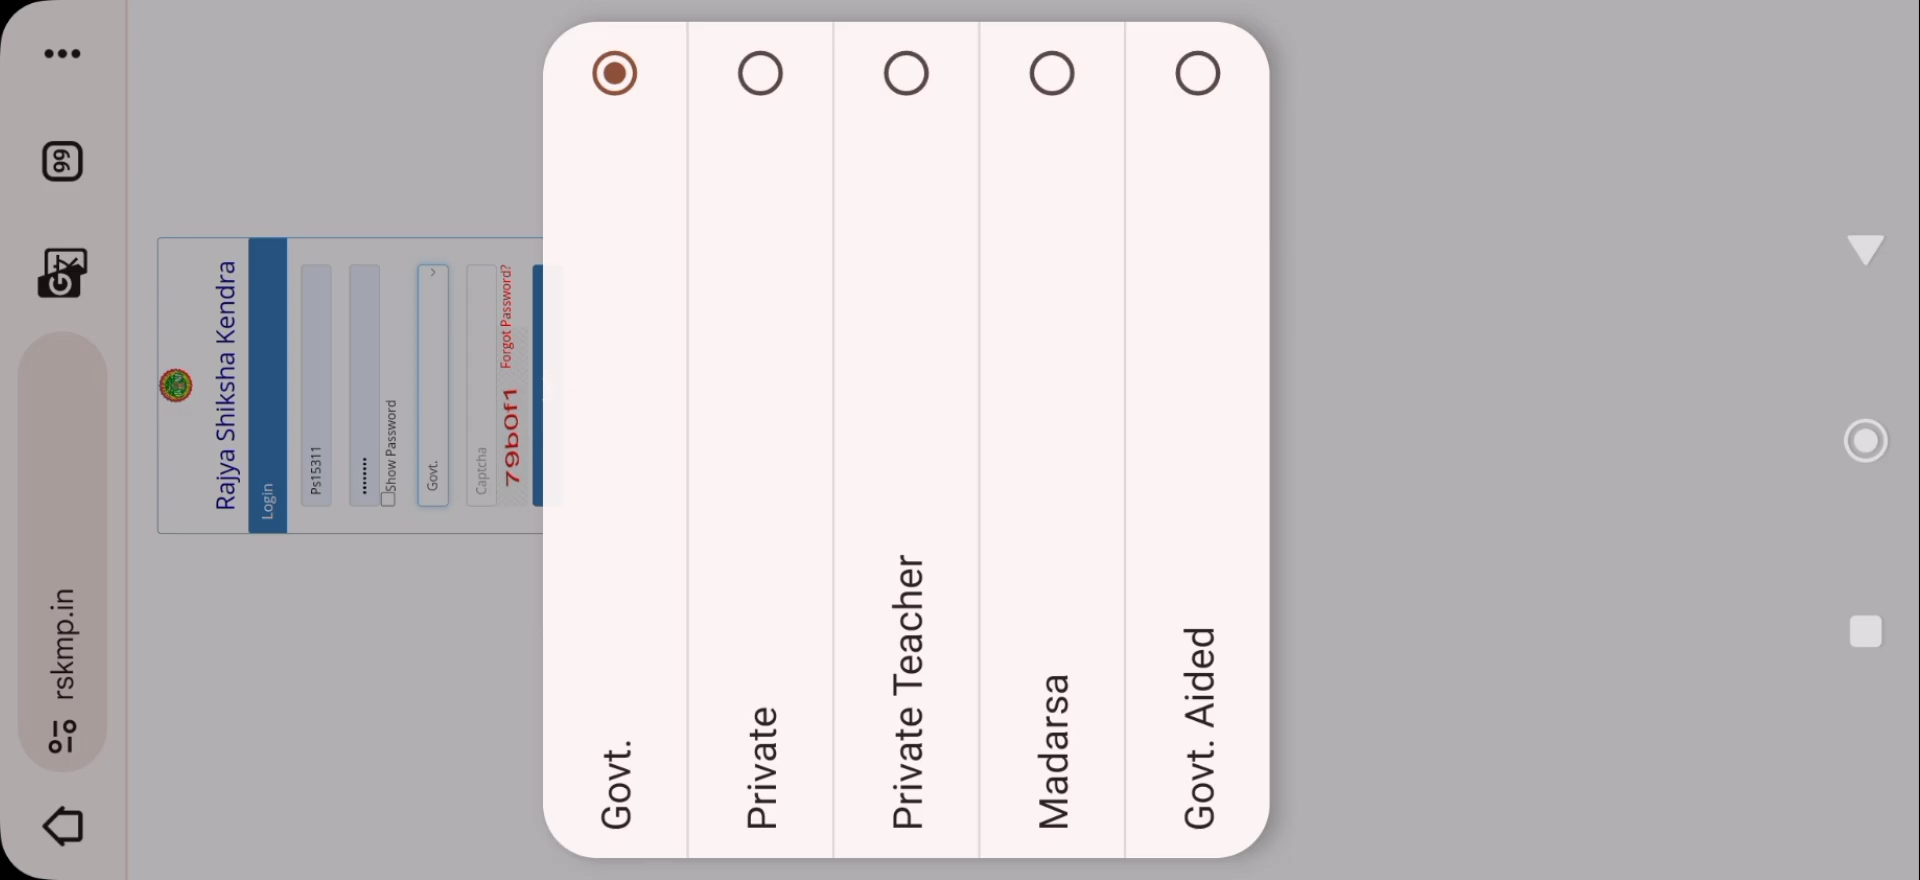 rskmp.in
99
Rajya Shiksha Kendra
Login
Ps15311
Show Password
Govt.
Captcha
79b0f1 Forgot Password?
Govt.
Private
Private Teacher
Madarsa
Govt. Aided